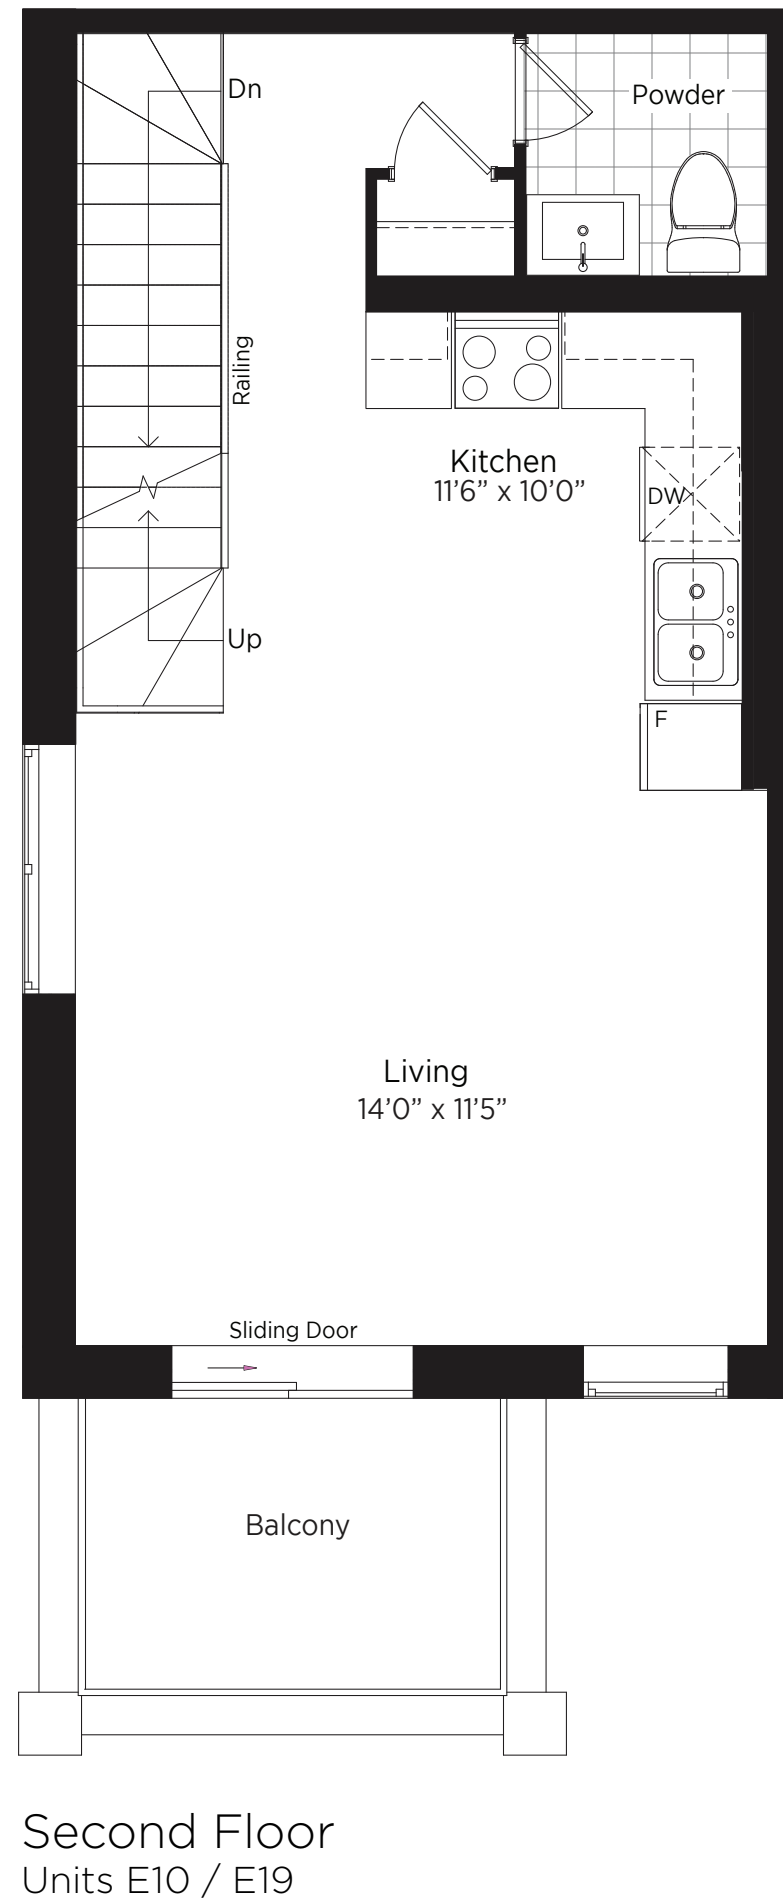 Dn
Powder
Railing
Kitchen
11'6” x 10'0”
DW
Up
F
Living
14'0” x 11'5”
Sliding Door
Balcony
Second Floor
Units E10 / E19